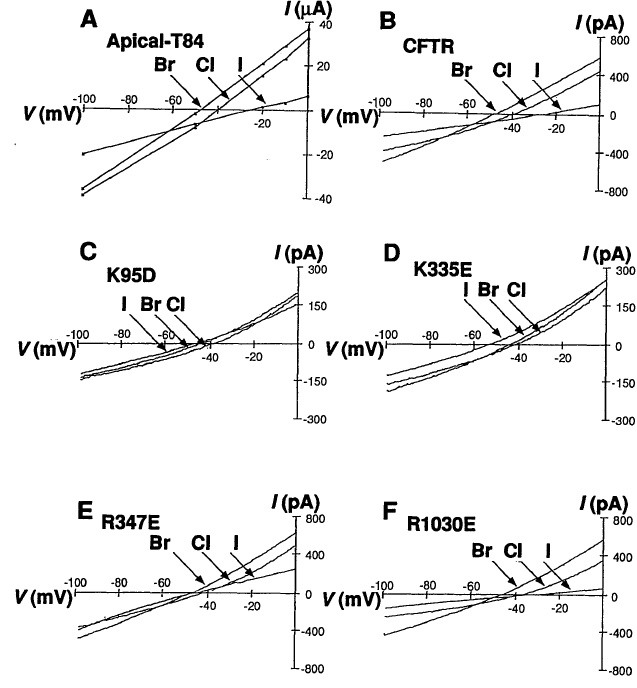 A
Apical-T84
I (µA)
Br Cl I
40
20
-100 -60 -20
V (mV)
-20
-40
B
CFTR
I (pA)
Br Cl I
800
400
-100 -80 -60 -40 -20 0
V (mV)
-400
-800
C
K95D
I (pA)
I Br Cl
300
150
-100 -80 -60 -40 -20 0
V (mV)
-150
-300
D
K335E
I (pA)
I Br Cl
300
150
-100 -80 -60 -40 -20 0
V (mV)
-150
-300
E
R347E
I (pA)
Br Cl I
800
400
-100 -80 -60 -40 -20 0
V (mV)
-400
-800
F
R1030E
I (pA)
Br Cl I
800
400
-100 -80 -60 -40 -20 0
V (mV)
-400
-800